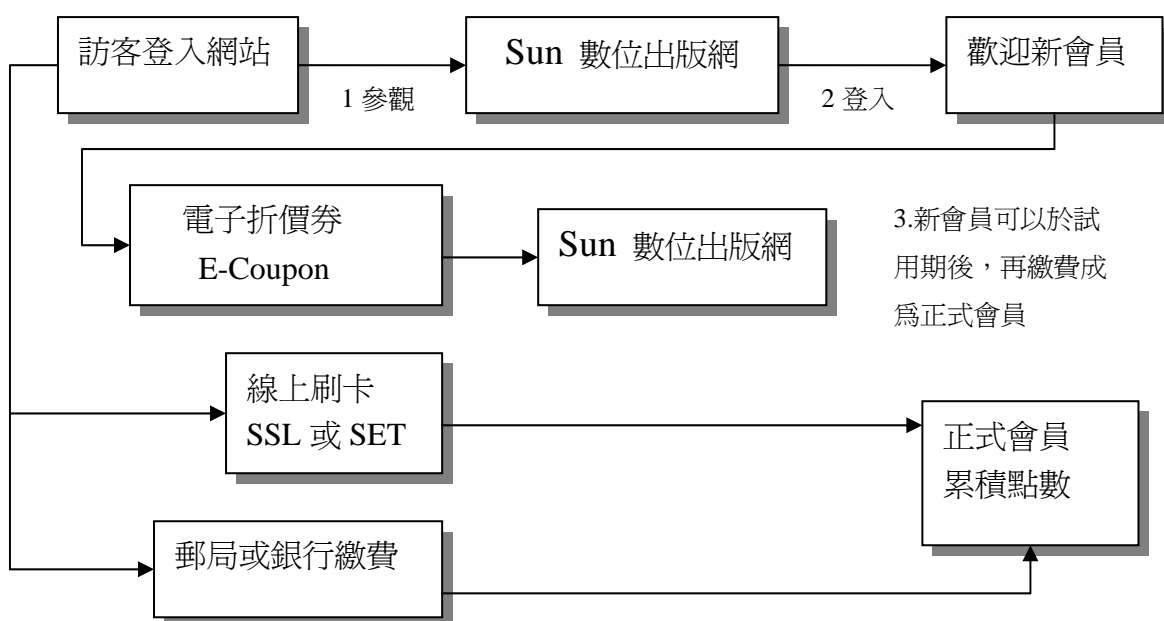 訪客登入網站
Sun 數位出版網
歡迎新會員
1 參觀
2 登入
電子折價券
E-Coupon
Sun 數位出版網
3.新會員可以於試
用期後，再繳費成
爲正式會員
線上刷卡
SSL 或 SET
正式會員
累積點數
郵局或銀行繳費